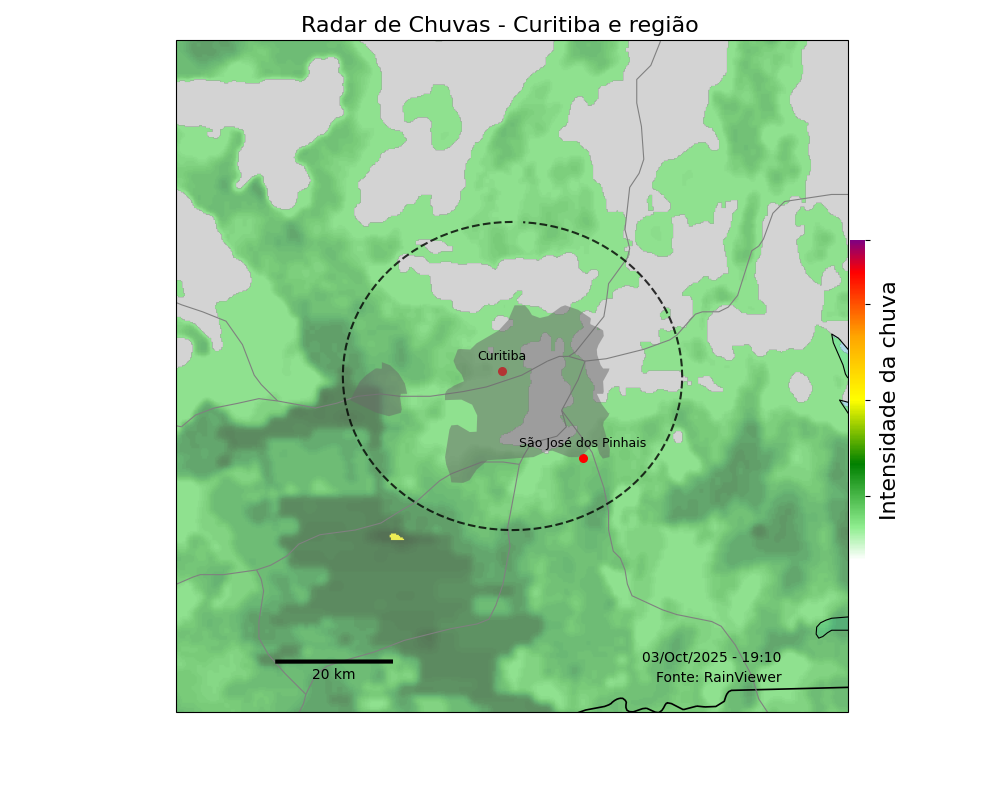 Radar de Chuvas - Curitiba e região
Curitiba
São José dos Pinhais
Intensidade da chuva
03/Oct/2025 - 19:10
Fonte: RainViewer
20 km